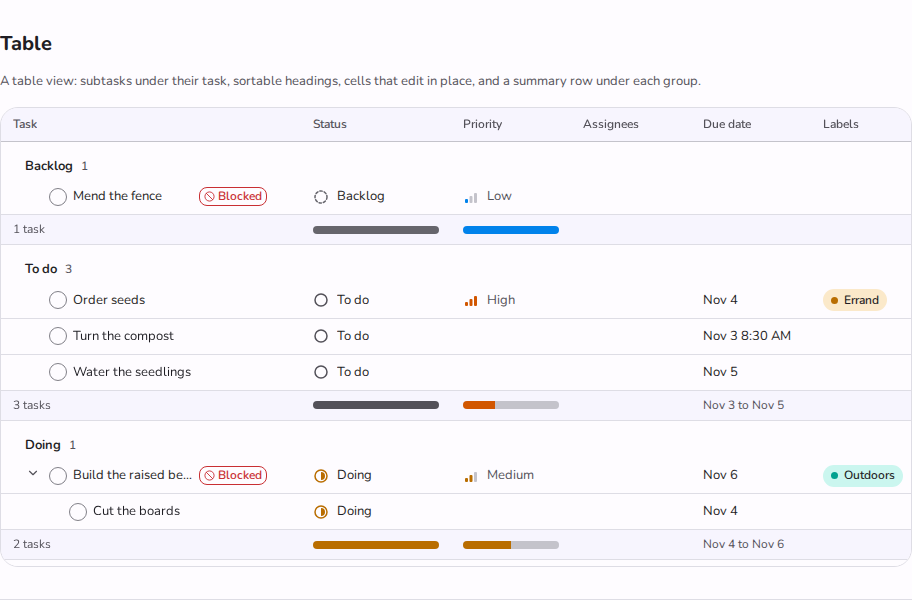 Table
A table view: subtasks under their task, sortable headings, cells that edit in place, and a summary row under each group.
Task Status Priority Assignees Due date Labels
Backlog 1
Mend the fence Blocked Backlog Low
1 task
To do 3
Order seeds To do High Nov 4 Errand
Turn the compost To do Nov 3 8:30 AM
Water the seedlings To do Nov 5
3 tasks Nov 3 to Nov 5
Doing 1
Build the raised be... Blocked Doing Medium Nov 6 Outdoors
Cut the boards Doing Nov 4
2 tasks Nov 4 to Nov 6